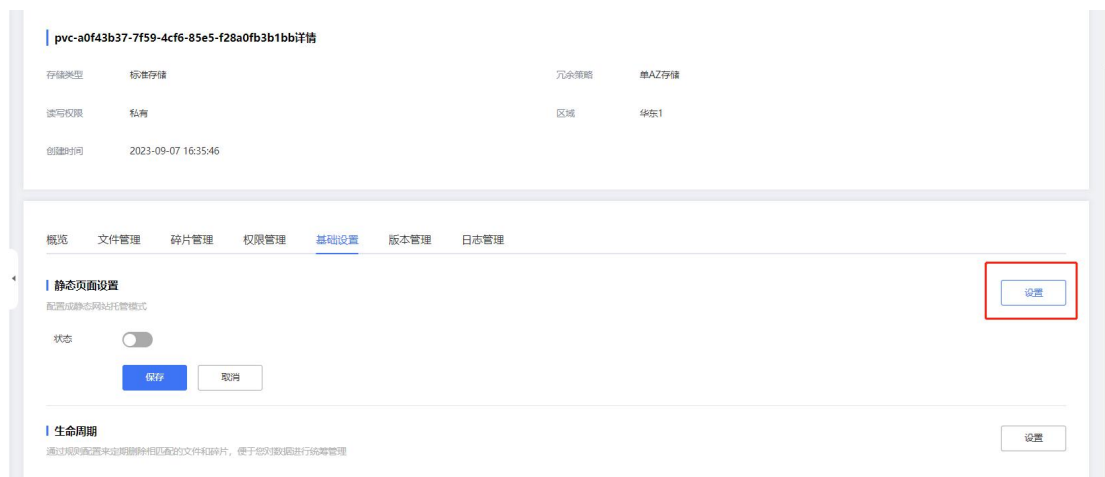 pvc-a0f43b37-7f59-4cf6-85e5-f28a0fb3b1bb详情
存储类型 标准存储 冗余策略 单AZ存储
读写权限 私有 区域 华东1
创建时间 2023-09-07 16:35:46
概览 文件管理 碎片管理 权限管理 基础设置 版本管理 日志管理
静态页面设置 设置
配置成静态网站托管模式
状态
保存 取消
生命周期 设置
通过规则配置来定期删除相匹配的文件和碎片，便于您对数据进行统筹管理